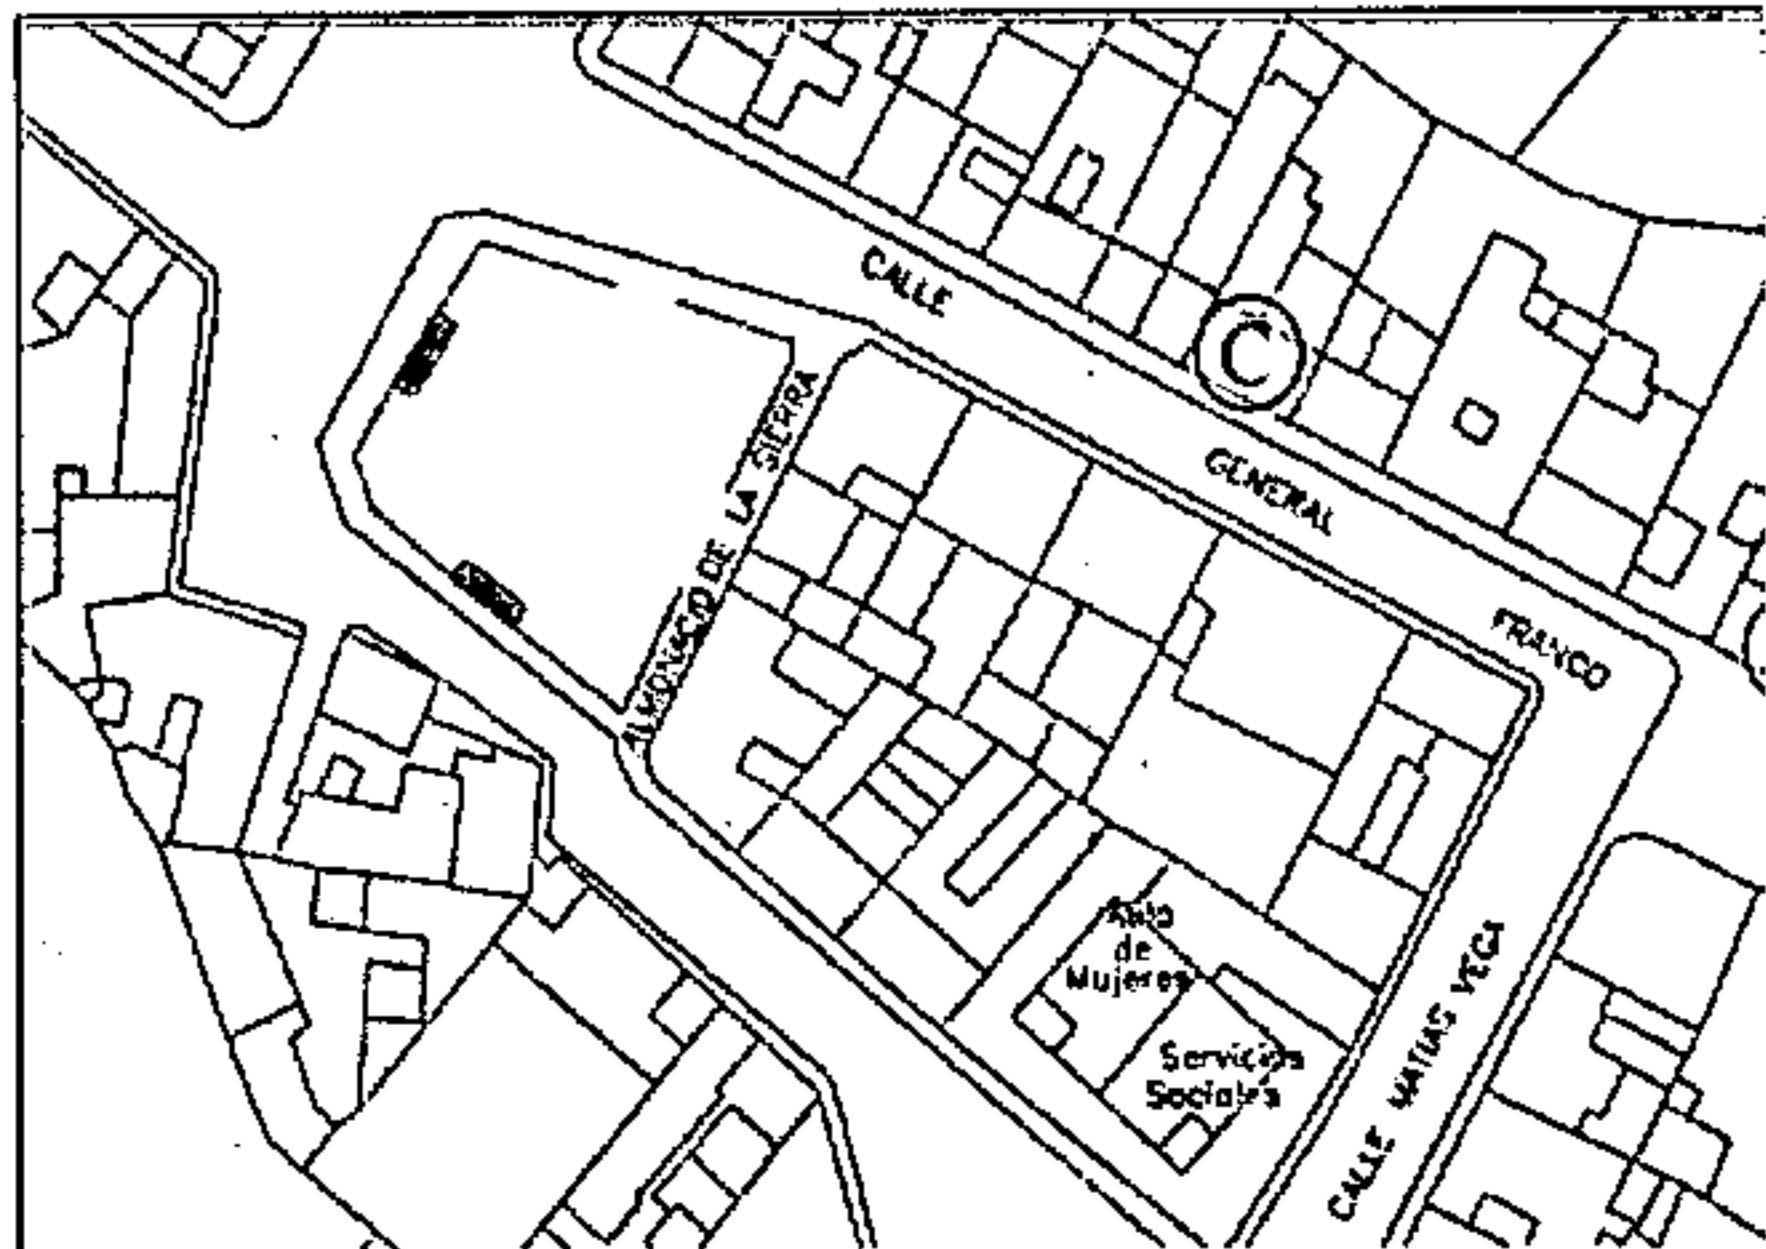 CALLE GENERAL FRANCO
C
ALMONACID DE LA SIERRA
Aula
de
Mujeres
Servicios
Sociales
CALLE MATIAS VEGA